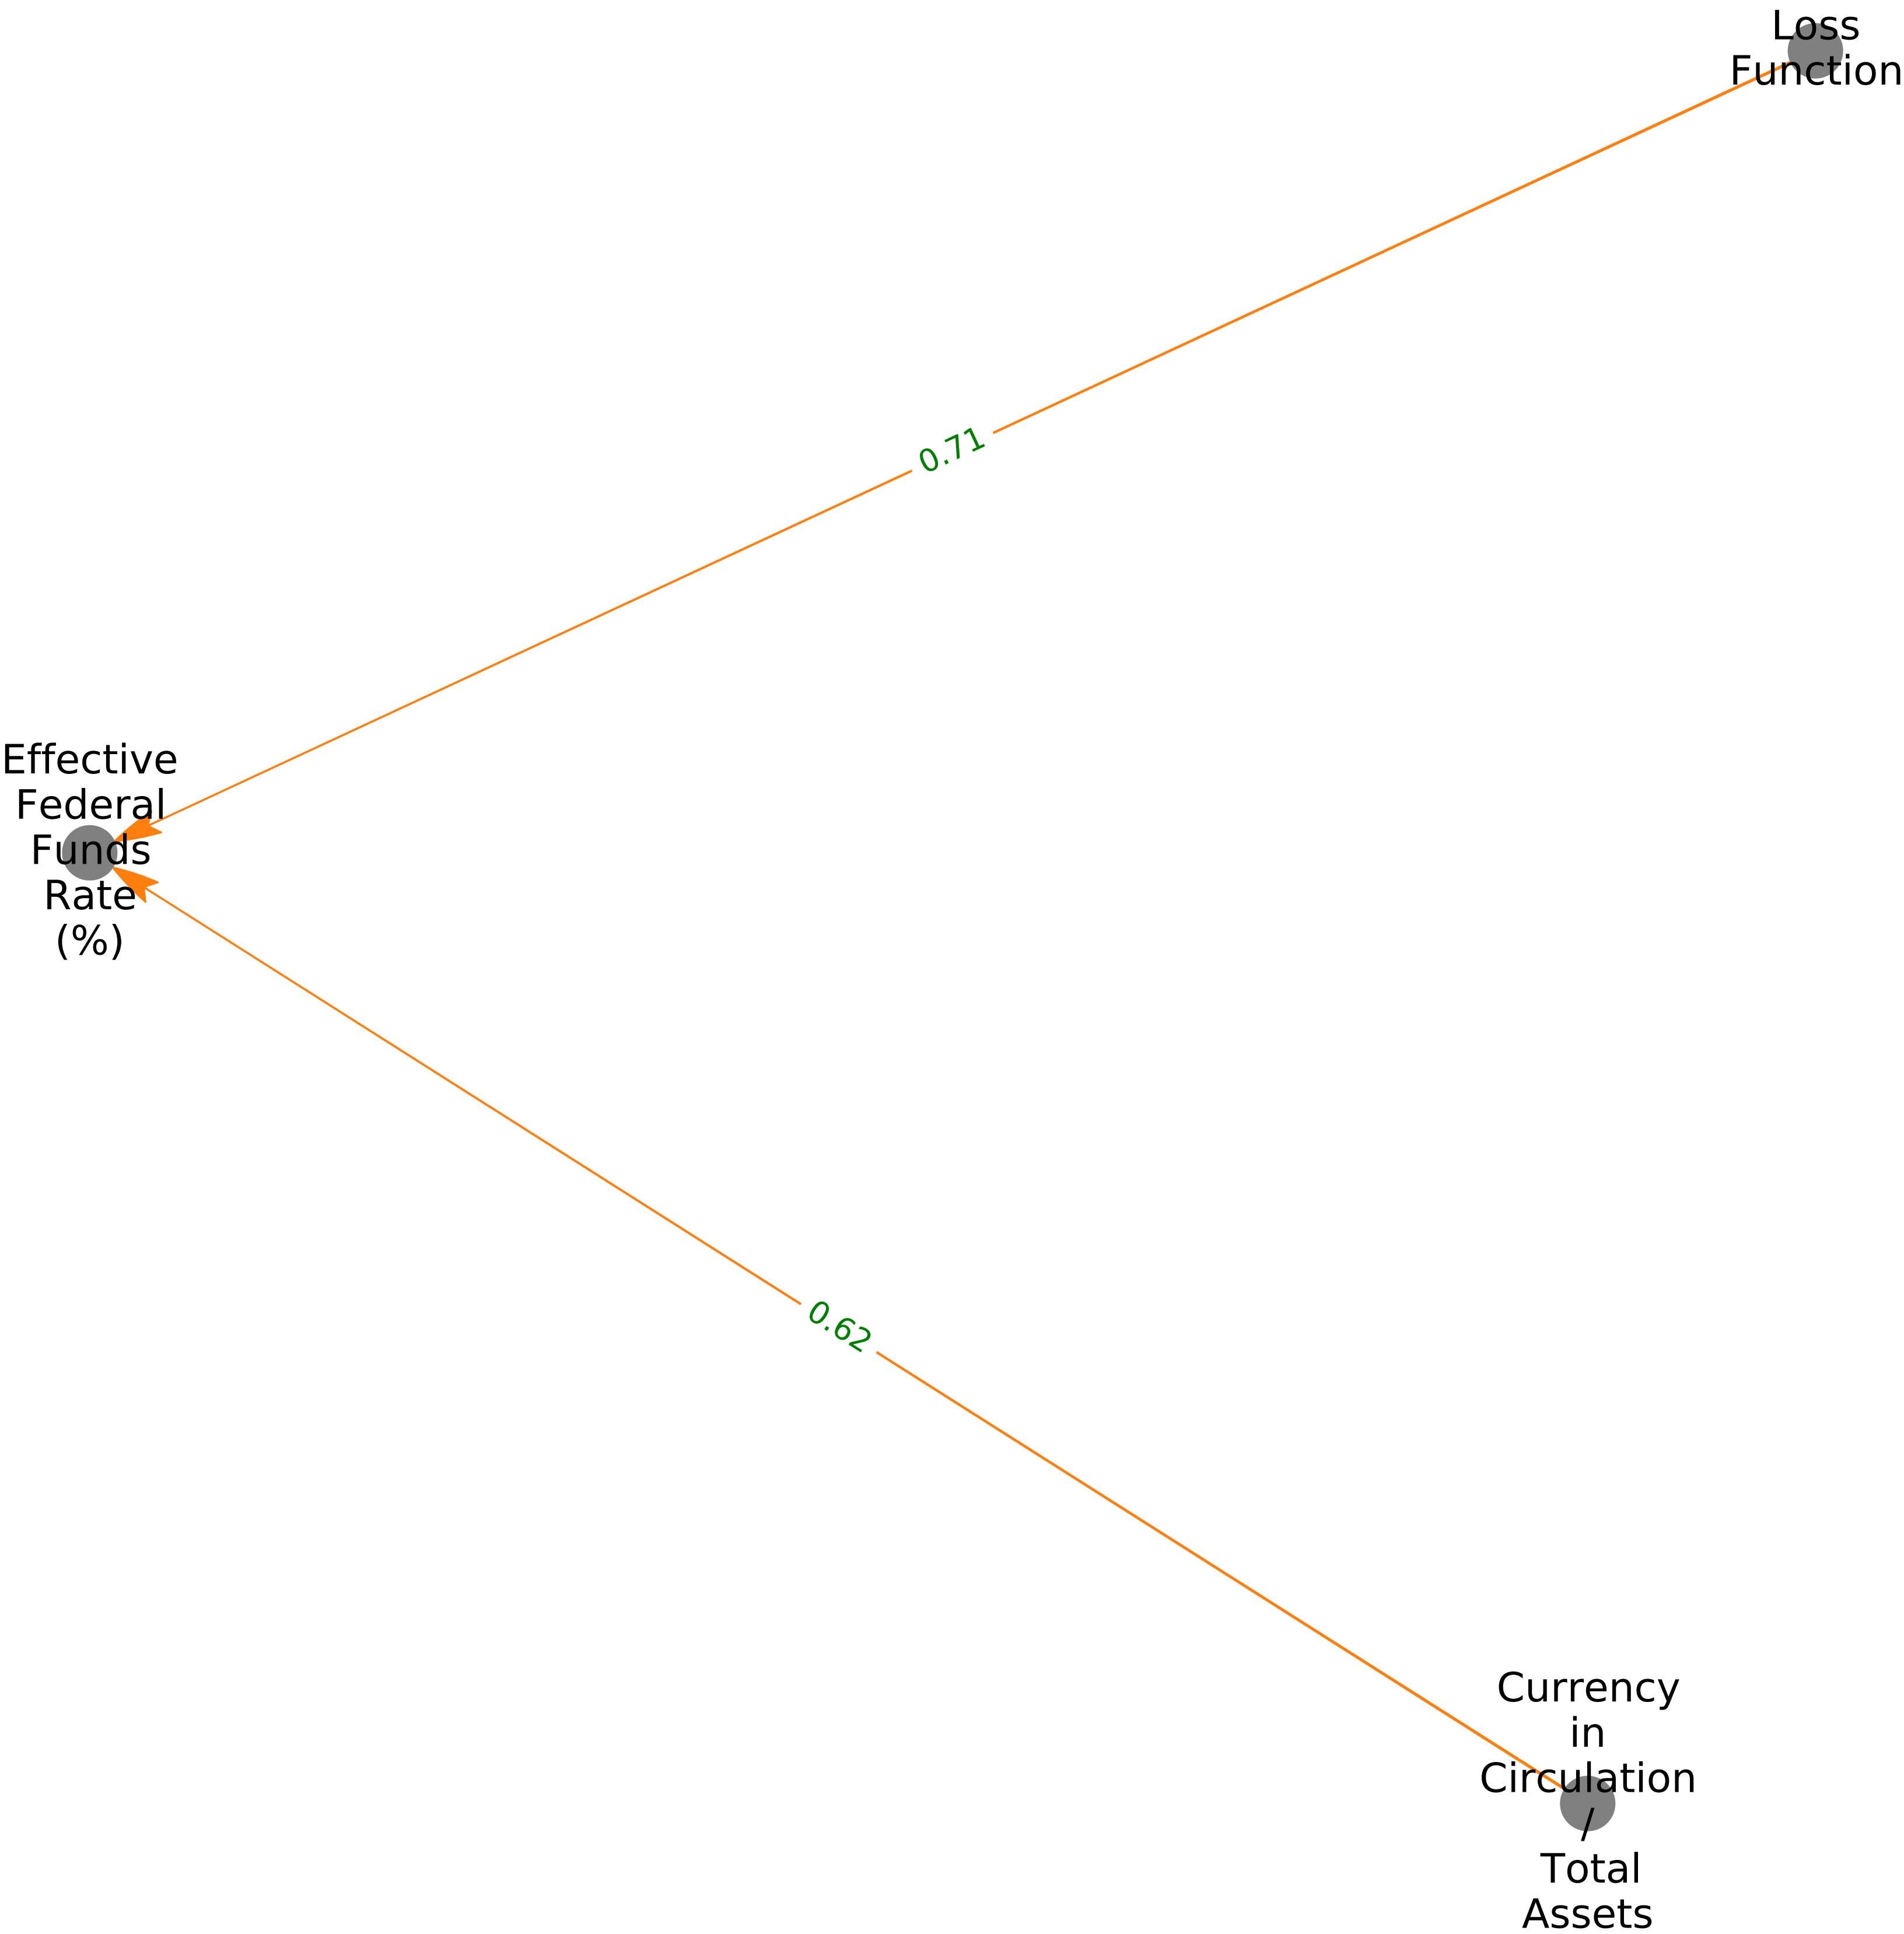 Loss
Function
0.71
Effective
Federal
Funds
Rate
(%)
0.62
Currency
in
Circulation
/
Total
Assets